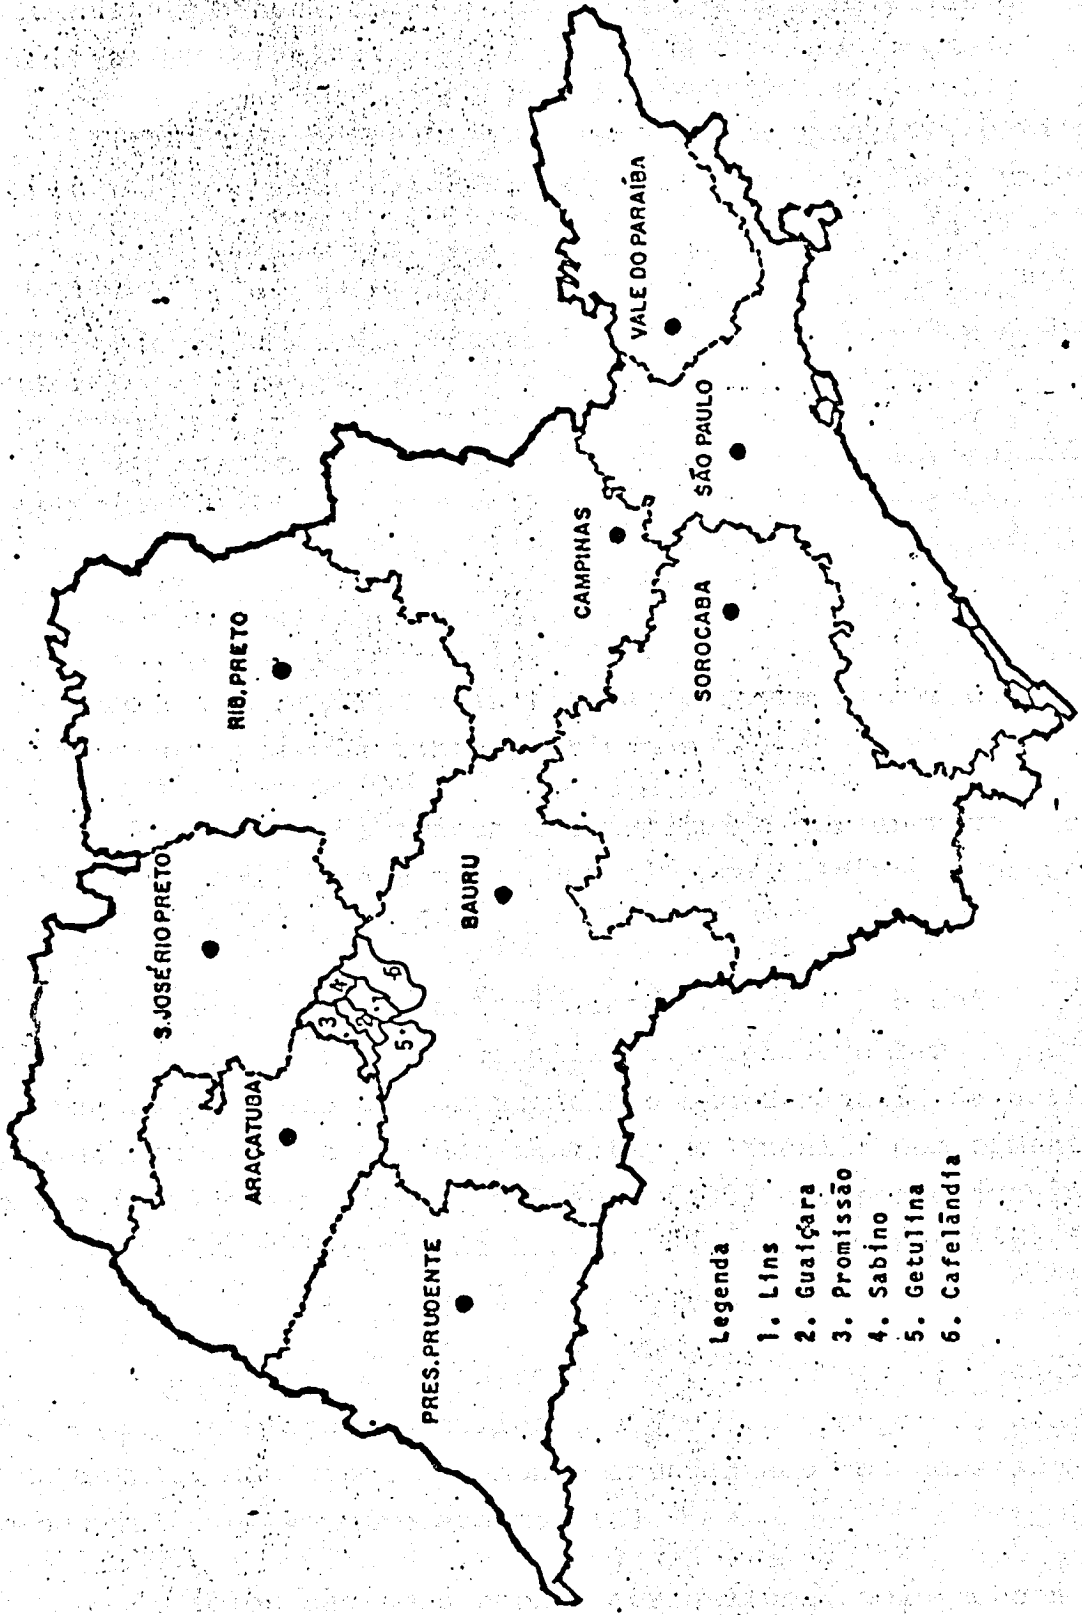 S.JOSÉ RIO PRETO
RIB. PRETO
ARAÇATUBA
3
4
2
1
6
5
BAURU
PRES. PRUDENTE
CAMPINAS
VALE DO PARAÍBA
SOROCABA
SÃO PAULO
Legenda
1. Lins
2. Guaiçara
3. Promissão
4. Sabino
5. Getulina
6. Cafelãndia